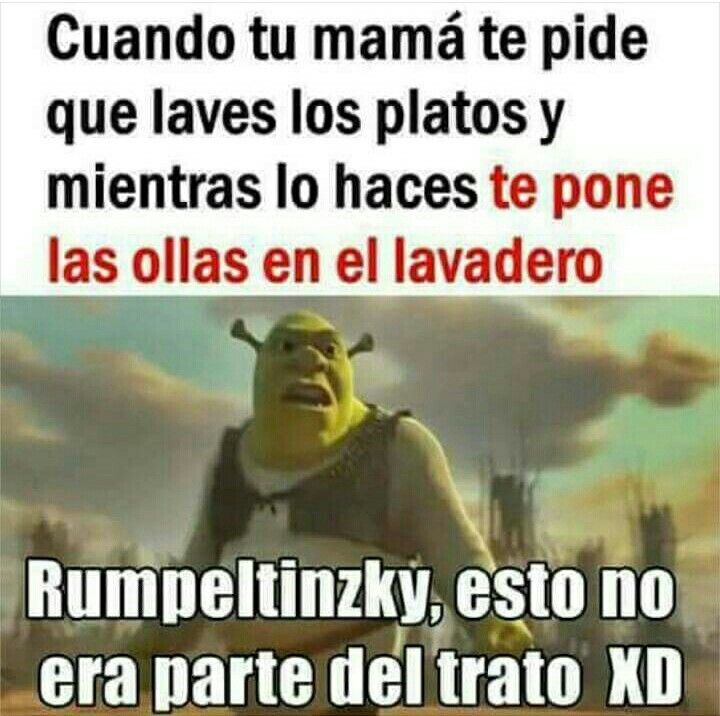 Cuando tu mamá te pide
que laves los platos y
mientras lo haces te pone
las ollas en el lavadero
Rumpeltinzky, esto no
era parte del trato XD